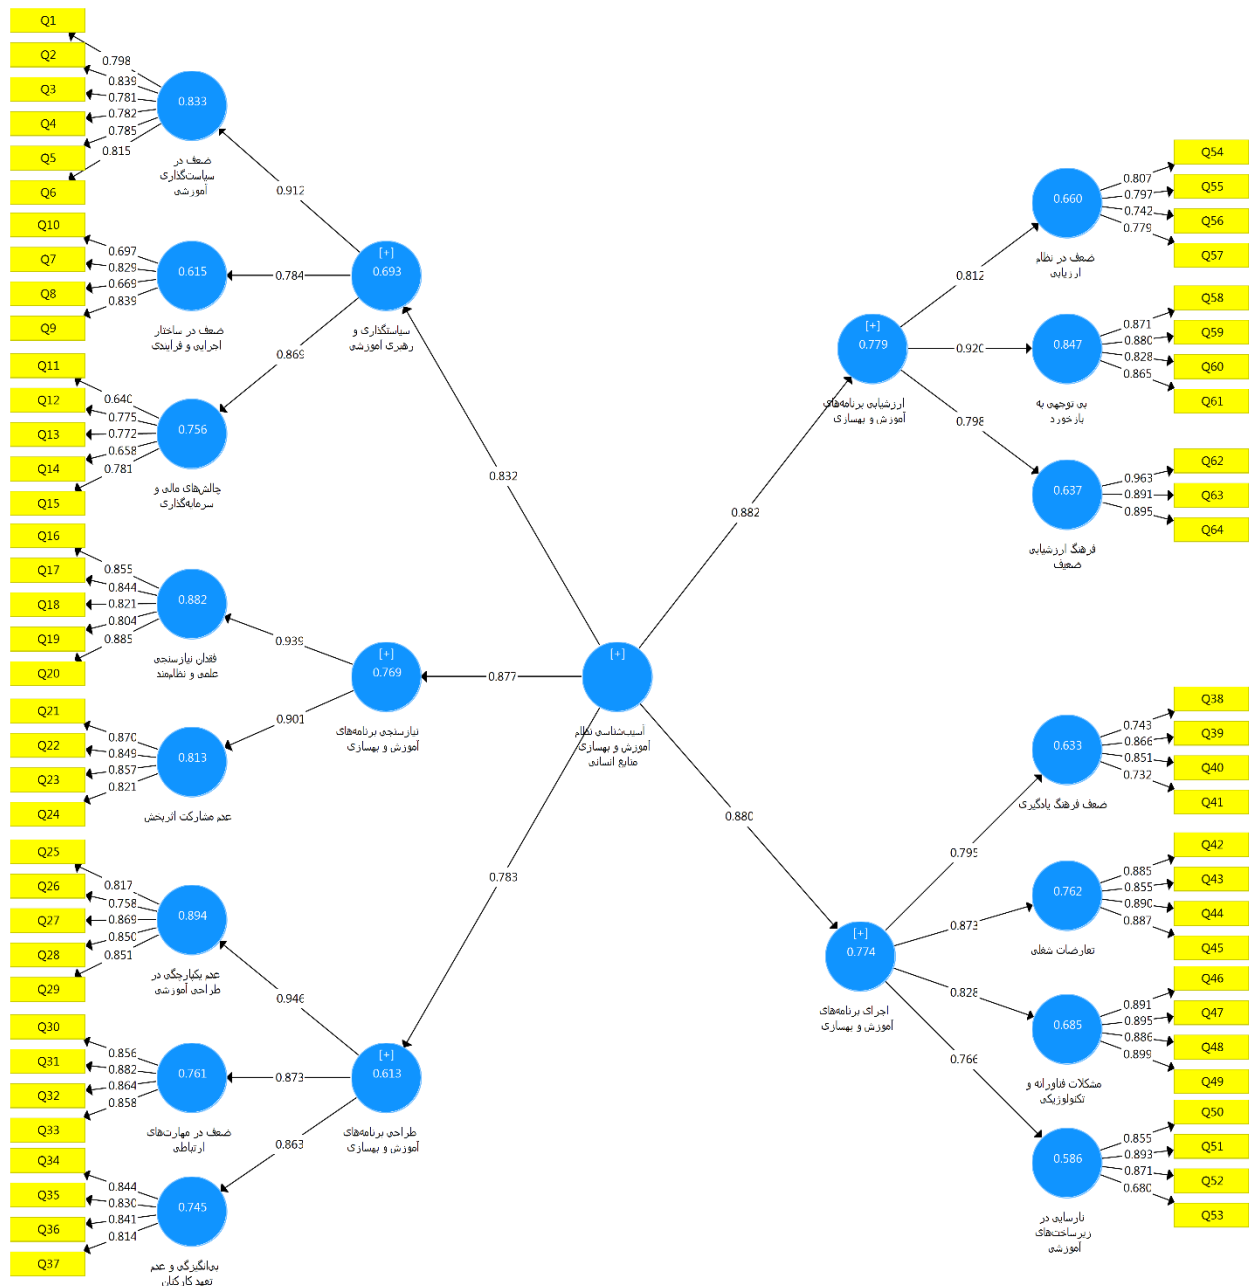 Q1
Q2
Q3
Q4
Q5
Q6
0.798
0.839
0.781
0.782
0.785
0.815
0.833
ضعف در
سیاست‌گذاری
آموزشی
Q10
Q7
Q8
Q9
0.697
0.829
0.669
0.839
0.615
ضعف در ساختار
اجرایی و فرایندی
Q11
Q12
Q13
Q14
Q15
0.640
0.775
0.772
0.658
0.781
0.756
چالش‌های مالی و
سرمایه‌گذاری
0.912
0.784
0.869
[+]
0.693
سیاستگذاری و
رهبری آموزشی
Q16
Q17
Q18
Q19
Q20
0.855
0.844
0.821
0.804
0.885
0.882
فقدان نیازسنجی
علمی و نظام‌مند
Q21
Q22
Q23
Q24
0.870
0.849
0.857
0.821
0.813
عدم مشارکت اثربخش
0.939
0.901
[+]
0.769
نیازسنجی برنامه‌های
آموزش و بهسازی
Q25
Q26
Q27
Q28
Q29
0.817
0.758
0.869
0.850
0.851
0.894
عدم یکپارچگی در
طراحی آموزشی
Q30
Q31
Q32
Q33
0.856
0.882
0.864
0.858
0.761
ضعف در مهارت‌های
ارتباطی
Q34
Q35
Q36
Q37
0.844
0.830
0.841
0.814
0.745
بی‌انگیزگی و عدم
تعهد کارکنان
0.946
0.873
0.863
[+]
0.613
طراحی برنامه‌های
آموزش و بهسازی
0.832
0.877
0.783
0.882
0.880
[+]
آسیب‌شناسی نظام
آموزش و بهسازی
منابع انسانی
[+]
0.779
ارزشیابی برنامه‌های
آموزش و بهسازی
0.812
0.920
0.798
0.660
ضعف در نظام
ارزیابی
0.807
0.797
0.742
0.779
Q54
Q55
Q56
Q57
0.847
بی توجهی به
بازخورد
0.871
0.880
0.828
0.865
Q58
Q59
Q60
Q61
0.637
فرهنگ ارزشیابی
ضعیف
0.963
0.891
0.895
Q62
Q63
Q64
[+]
0.774
اجرای برنامه‌های
آموزش و بهسازی
0.795
0.873
0.828
0.766
0.633
ضعف فرهنگ یادگیری
0.743
0.866
0.851
0.732
Q38
Q39
Q40
Q41
0.762
تعارضات شغلی
0.885
0.855
0.890
0.887
Q42
Q43
Q44
Q45
0.685
مشکلات فناورانه و
تکنولوژیکی
0.891
0.895
0.886
0.899
Q46
Q47
Q48
Q49
0.586
نارسایی در
زیرساخت‌های
آموزشی
0.855
0.893
0.871
0.680
Q50
Q51
Q52
Q53